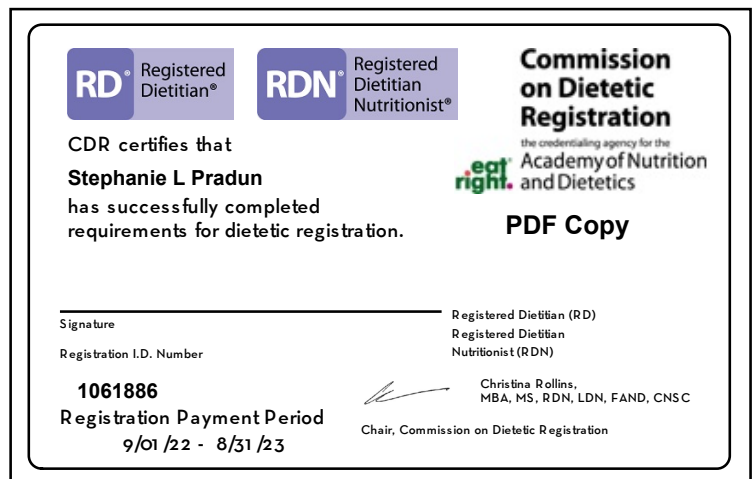 RD® Registered
Dietitian®
RDN® Registered
Dietitian
Nutritionist®
Commission
on Dietetic
Registration
the credentialing agency for the
eat right. Academy of Nutrition
and Dietetics
PDF Copy
CDR certifies that
Stephanie L Pradun
has successfully completed
requirements for dietetic registration.
Signature
Registration I.D. Number
1061886
Registration Payment Period
9/01/22 - 8/31/23
Registered Dietitian (RD)
Registered Dietitian
Nutritionist (RDN)
Christina Rollins,
MBA, MS, RDN, LDN, FAND, CNSC
Chair, Commission on Dietetic Registration